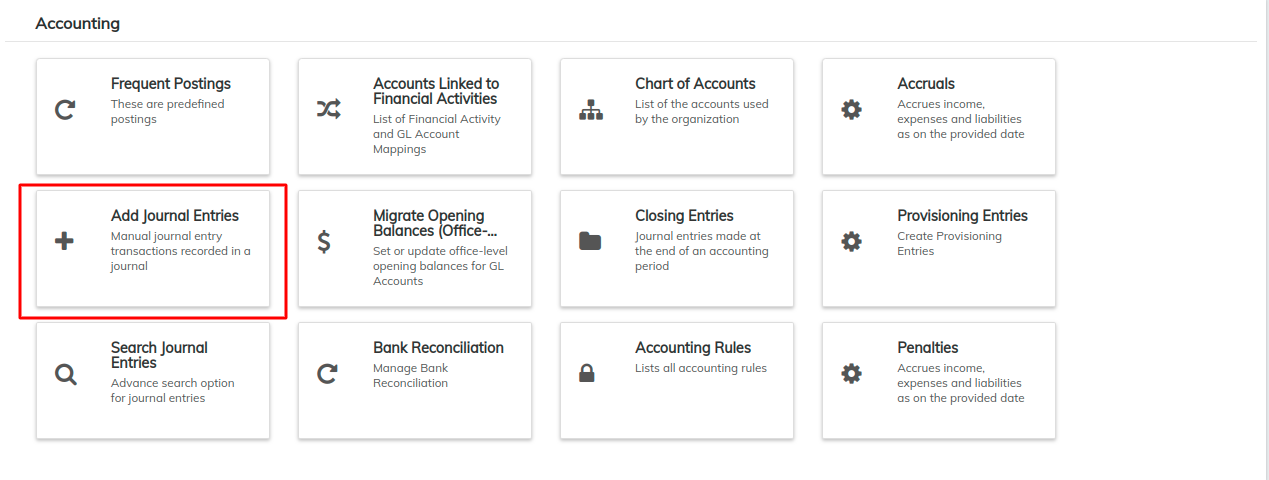 Accounting
Frequent Postings
These are predefined
postings
Accounts Linked to
Financial Activities
List of Financial Activity
and GL Account
Mappings
Chart of Accounts
List of the accounts used
by the organization
Accruals
Accrues income,
expenses and liabilities
as on the provided date
Add Journal Entries
Manual journal entry
transactions recorded in a
journal
Migrate Opening
Balances (Office-...
Set or update office-level
opening balances for GL
Accounts
Closing Entries
Journal entries made at
the end of an accounting
period
Provisioning Entries
Create Provisioning
Entries
Search Journal
Entries
Advance search option
for journal entries
Bank Reconciliation
Manage Bank
Reconciliation
Accounting Rules
Lists all accounting rules
Penalties
Accrues income,
expenses and liabilities
as on the provided date